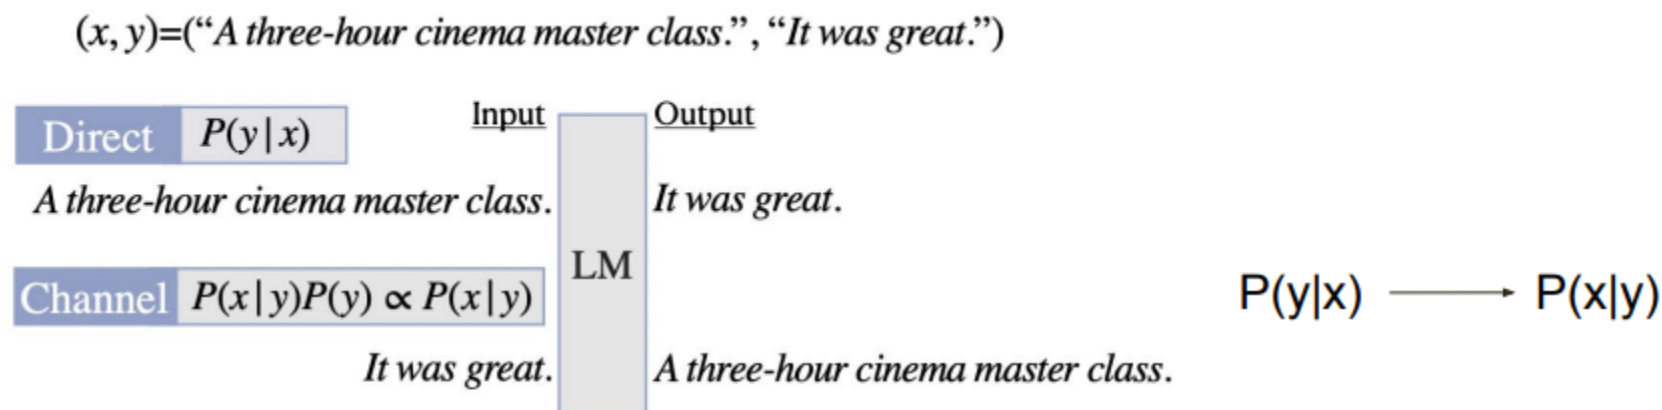 (x, y)=(“A three-hour cinema master class.”, “It was great.”)
Direct P(y|x)
Input Output
A three-hour cinema master class. It was great.
LM
Channel P(x|y)P(y) ∝ P(x|y)
P(y|x) → P(x|y)
It was great. A three-hour cinema master class.